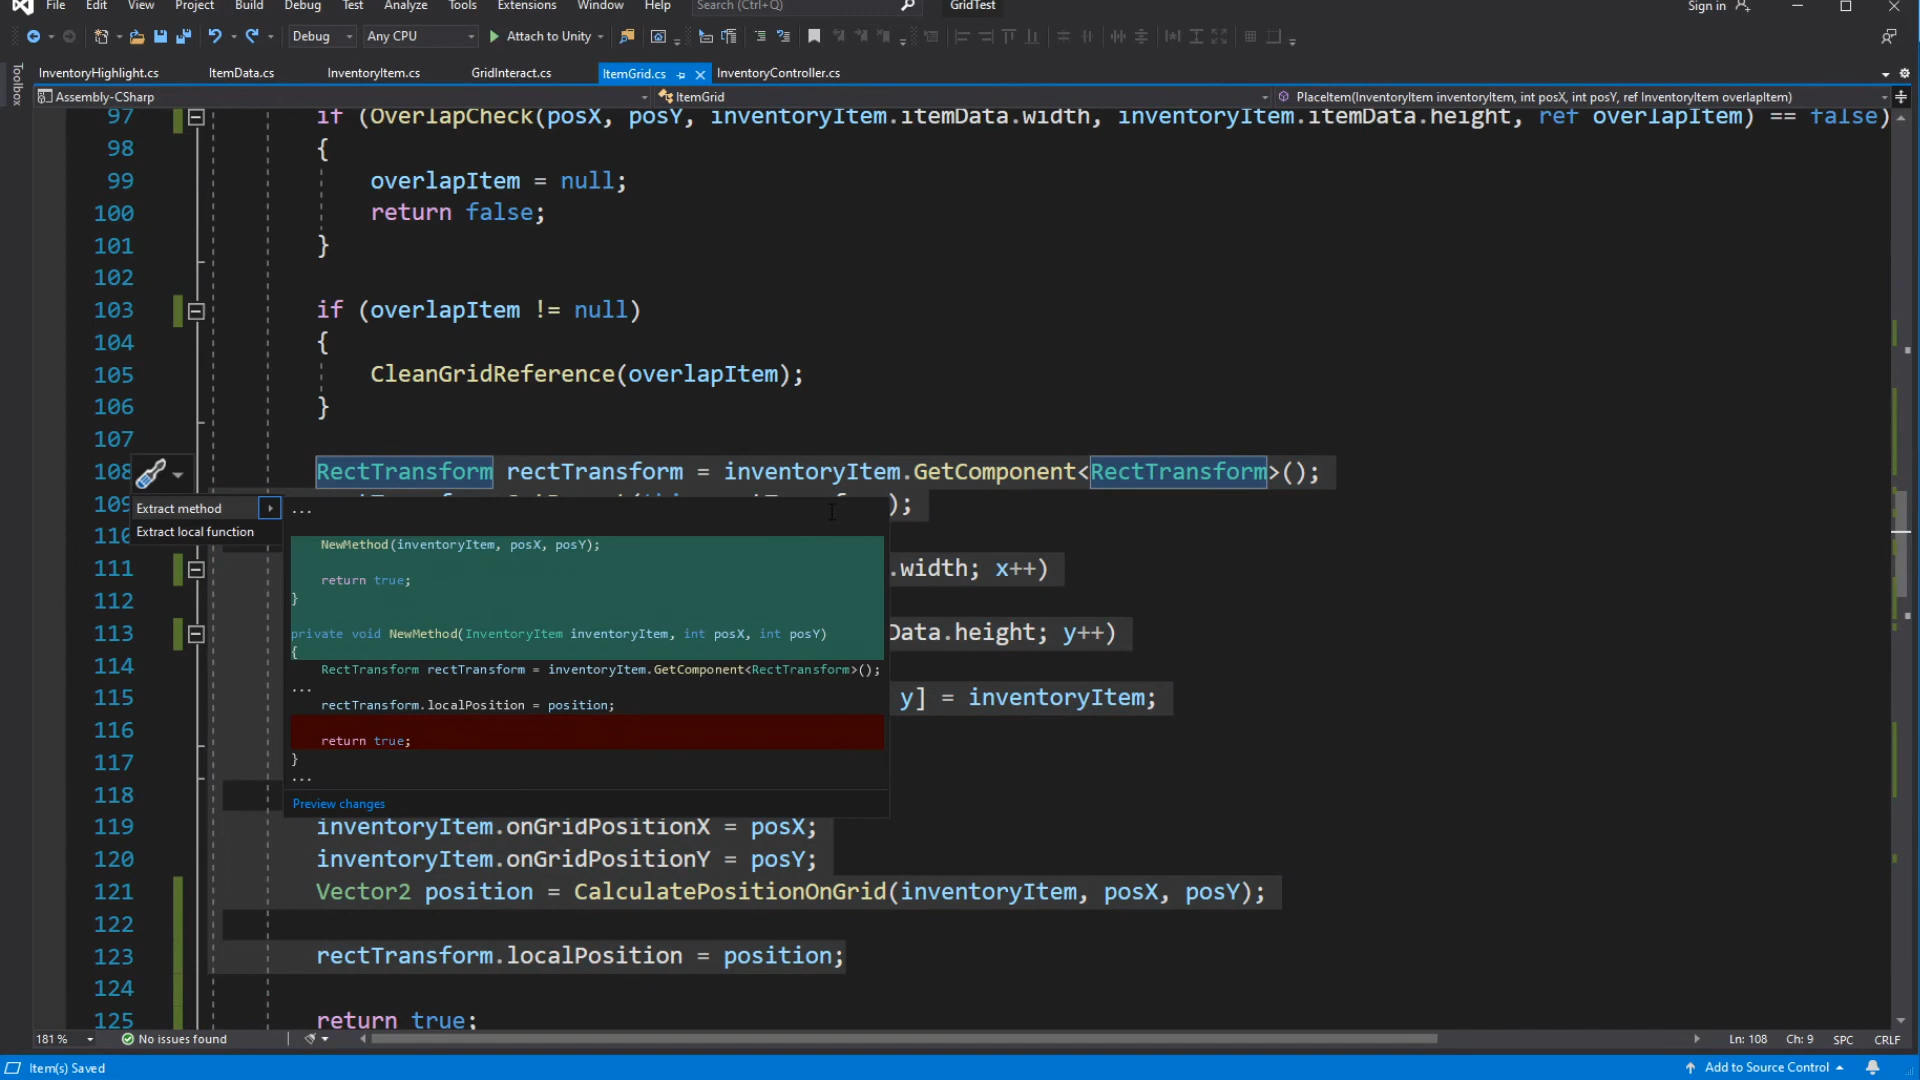 File Edit View Project Build Debug Test Analyze Tools Extensions Window Help Search (Ctrl+Q) GridTest Sign in
Debug Any CPU Attach to Unity
Toolbox
InventoryHighlight.cs ItemData.cs InventoryItem.cs GridInteract.cs ItemGrid.cs InventoryController.cs
Assembly-CSharp ItemGrid PlaceItem(InventoryItem inventoryItem, int posX, int posY, ref InventoryItem overlapItem)
97 if (OverlapCheck(posX, posY, inventoryItem.itemData.width, inventoryItem.itemData.height, ref overlapItem) == false)
98 {
99 overlapItem = null;
100 return false;
101 }
102
103 if (overlapItem != null)
104 {
105 CleanGridReference(overlapItem);
106 }
107
108 RectTransform rectTransform = inventoryItem.GetComponent<RectTransform>();
109 );
110
111 .width; x++)
112
113 Data.height; y++)
114
115 y] = inventoryItem;
116
117
118
119 inventoryItem.onGridPositionX = posX;
120 inventoryItem.onGridPositionY = posY;
121 Vector2 position = CalculatePositionOnGrid(inventoryItem, posX, posY);
122
123 rectTransform.localPosition = position;
124
125 return true;
Extract method
Extract local function
...
NewMethod(inventoryItem, posX, posY);
return true;
}
private void NewMethod(InventoryItem inventoryItem, int posX, int posY)
{
RectTransform rectTransform = inventoryItem.GetComponent<RectTransform>();
...
rectTransform.localPosition = position;
return true;
}
...
Preview changes
181 % No issues found Ln: 108 Ch: 9 SPC CRLF
Item(s) Saved Add to Source Control